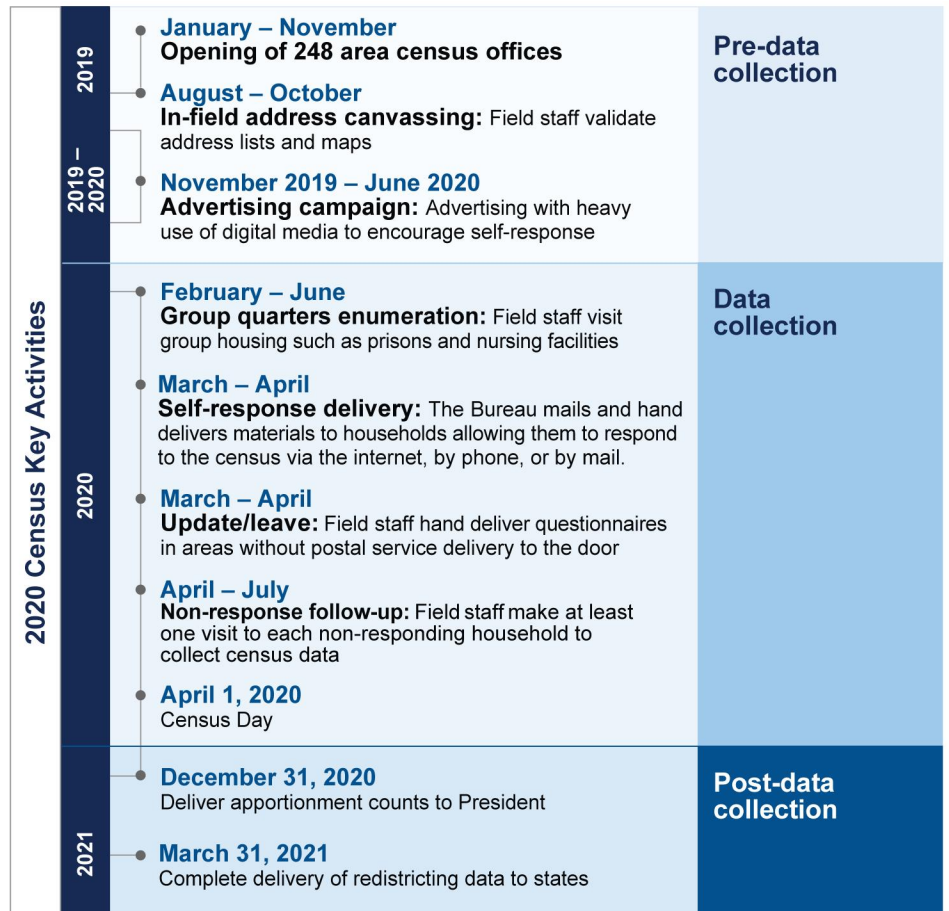 2020 Census Key Activities
2019
January – November
Opening of 248 area census offices
August – October
In-field address canvassing: Field staff validate
address lists and maps
2019 –
2020
November 2019 – June 2020
Advertising campaign: Advertising with heavy
use of digital media to encourage self-response
Pre-data
collection
2020
February – June
Group quarters enumeration: Field staff visit
group housing such as prisons and nursing facilities
March – April
Self-response delivery: The Bureau mails and hand
delivers materials to households allowing them to respond
to the census via the internet, by phone, or by mail.
March – April
Update/leave: Field staff hand deliver questionnaires
in areas without postal service delivery to the door
April – July
Non-response follow-up: Field staff make at least
one visit to each non-responding household to
collect census data
April 1, 2020
Census Day
Data
collection
December 31, 2020
Deliver apportionment counts to President
2021
March 31, 2021
Complete delivery of redistricting data to states
Post-data
collection